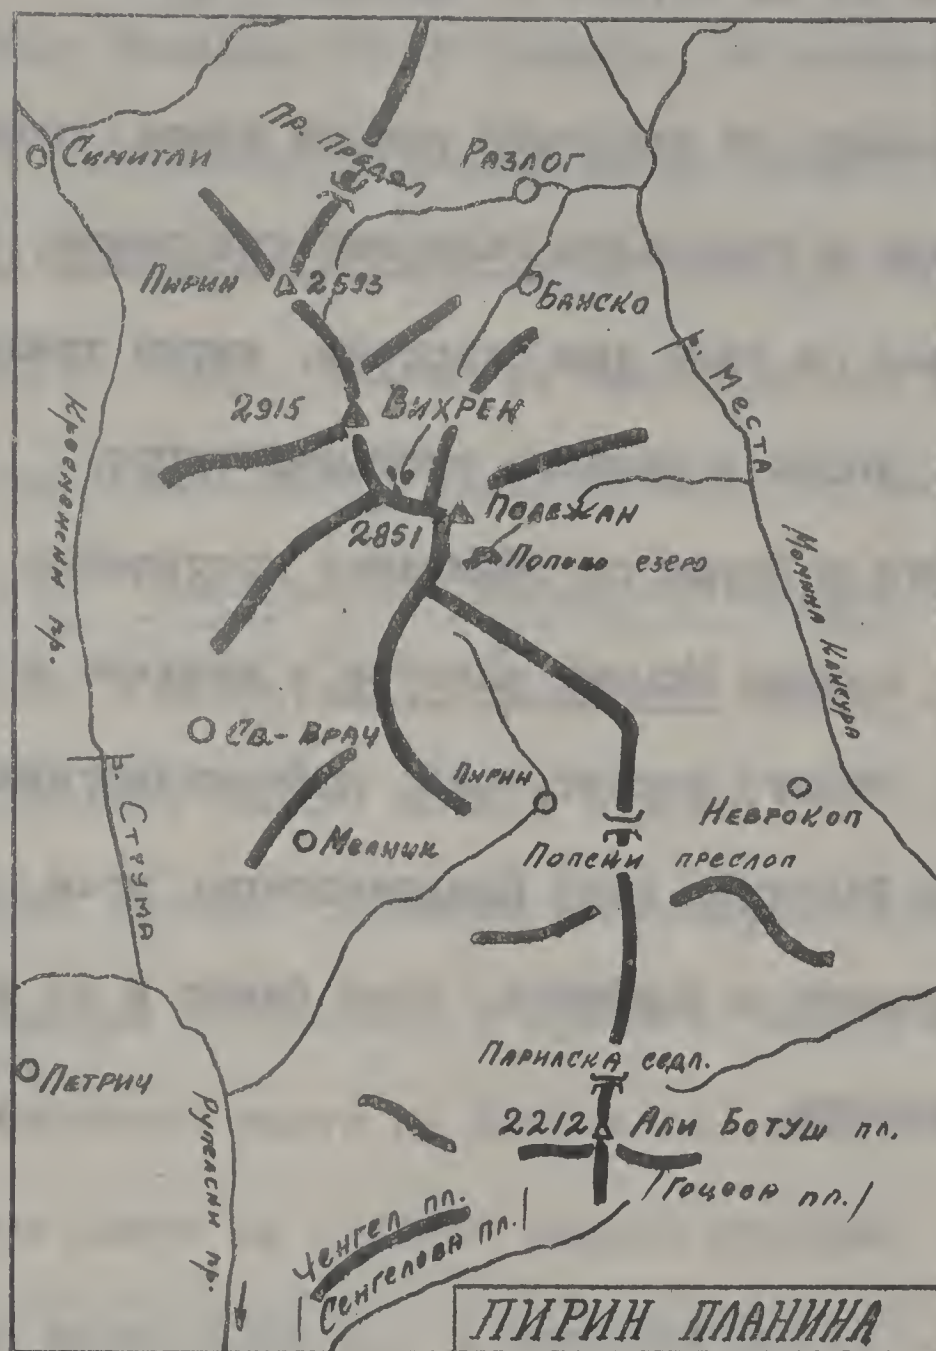 Пр. Предел
Симитли
Разлог
Пирин
2593
Банско
р. Места
2915
Вихрен
Кресненски пр.
Полежан
2851
Попово езеро
Момина Клисура
Св.-Врач
Пирин
Неврокоп
р. Струма
Мелник
Попски преслоп
Парилска седл.
Петрич
2212
Али Ботуш пл.
/Гоцева пл./
Рупелски пр.
Ченгел пл.
/Сенгелова пл./
ПИРИН ПЛАНИНА